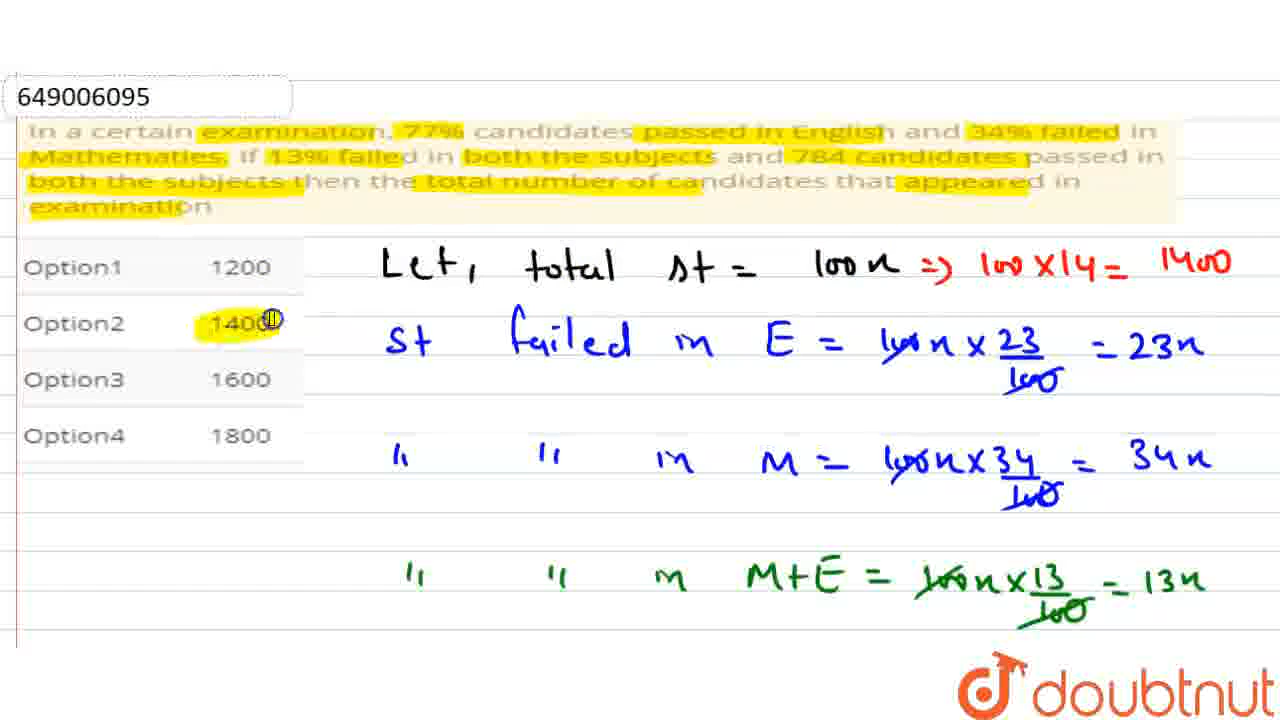 649006095
In a certain examination, 77% candidates passed in English and 34% failed in
Mathematics. If 13% failed in both the subjects and 784 candidates passed in
both the subjects then the total number of candidates that appeared in
examination
Option1 1200
Option2 1400
Option3 1600
Option4 1800
Let, total st = 100x => 100 x 14 = 1400
St failed in E = 100x x 23/100 = 23x
" " in M = 100x x 34/100 = 34x
" " in M+E = 100x x 13/100 = 13x
doubtnut